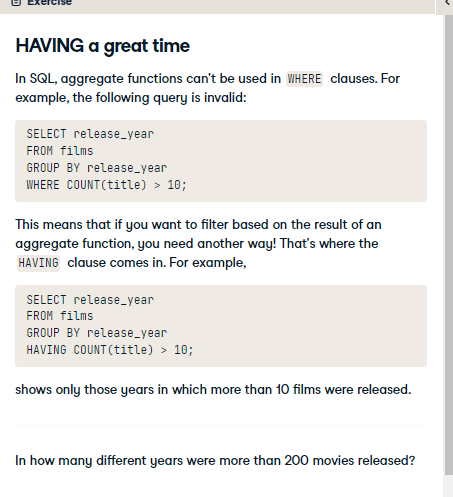 Exercise
HAVING a great time
In SQL, aggregate functions can't be used in WHERE clauses. For
example, the following query is invalid:
SELECT release_year
FROM films
GROUP BY release_year
WHERE COUNT(title) > 10;
This means that if you want to filter based on the result of an
aggregate function, you need another way! That's where the
HAVING clause comes in. For example,
SELECT release_year
FROM films
GROUP BY release_year
HAVING COUNT(title) > 10;
shows only those years in which more than 10 films were released.
In how many different years were more than 200 movies released?